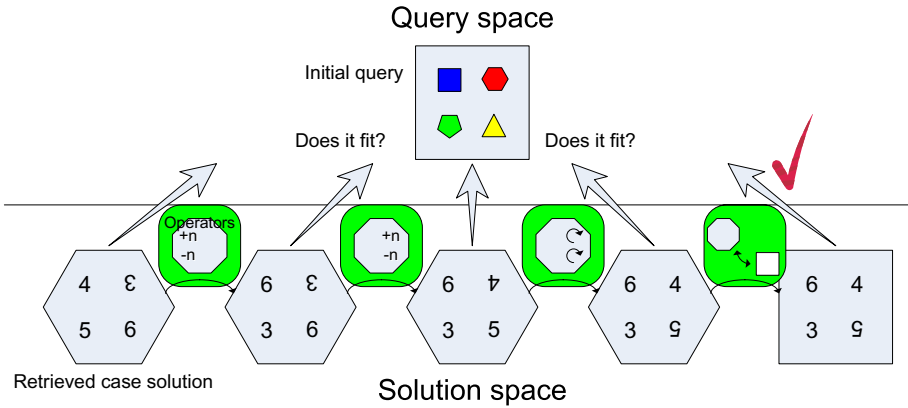 Query space
Initial query
Does it fit?
Does it fit?
Operators
+n
-n
+n
-n
4 3
5 6
6 3
3 6
6 4
3 5
6 4
3 5
6 4
3 5
Retrieved case solution
Solution space